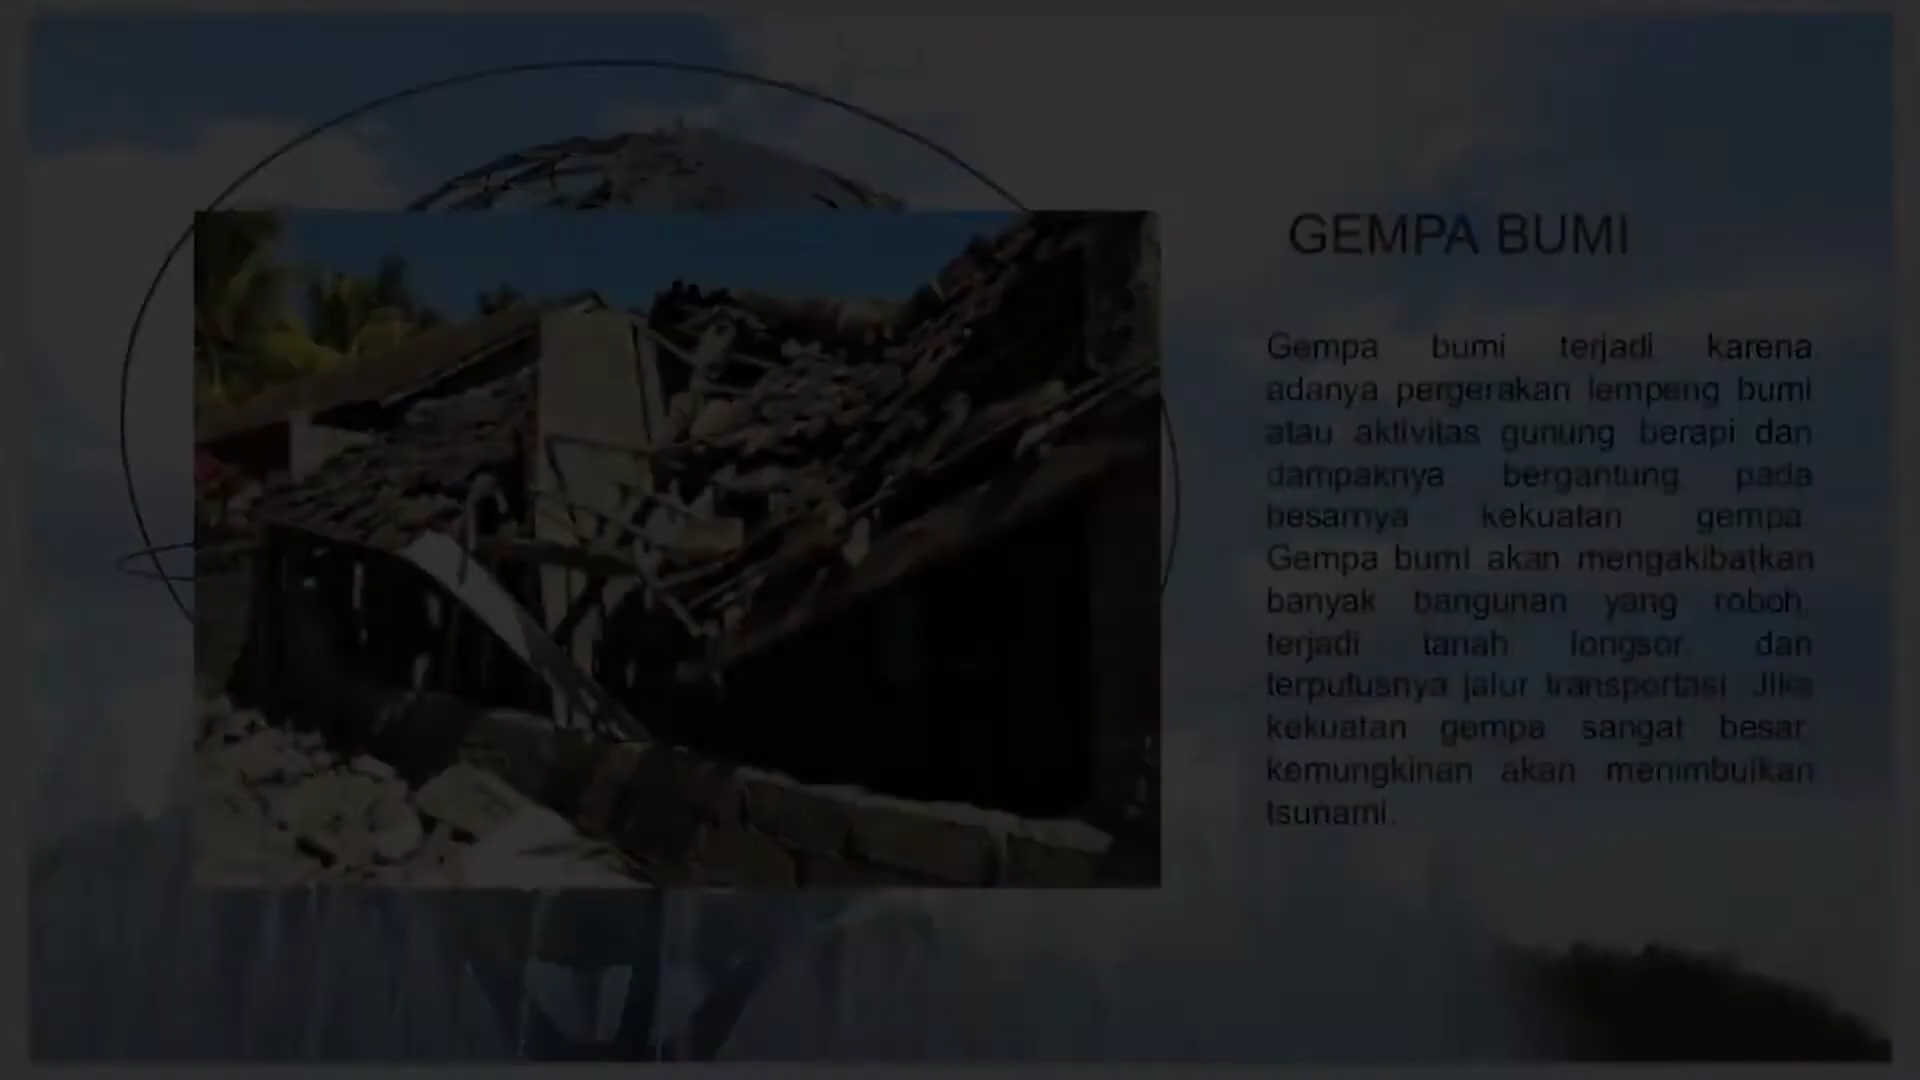 GEMPA BUMI
Gempa bumi terjadi karena
adanya pergerakan lempeng bumi
atau aktivitas gunung berapi dan
dampaknya bergantung pada
besarnya kekuatan gempa.
Gempa bumi akan mengakibatkan
banyak bangunan yang roboh,
terjadi tanah longsor, dan
terputusnya jalur transportasi. Jika
kekuatan gempa sangat besar,
kemungkinan akan menimbulkan
tsunami.